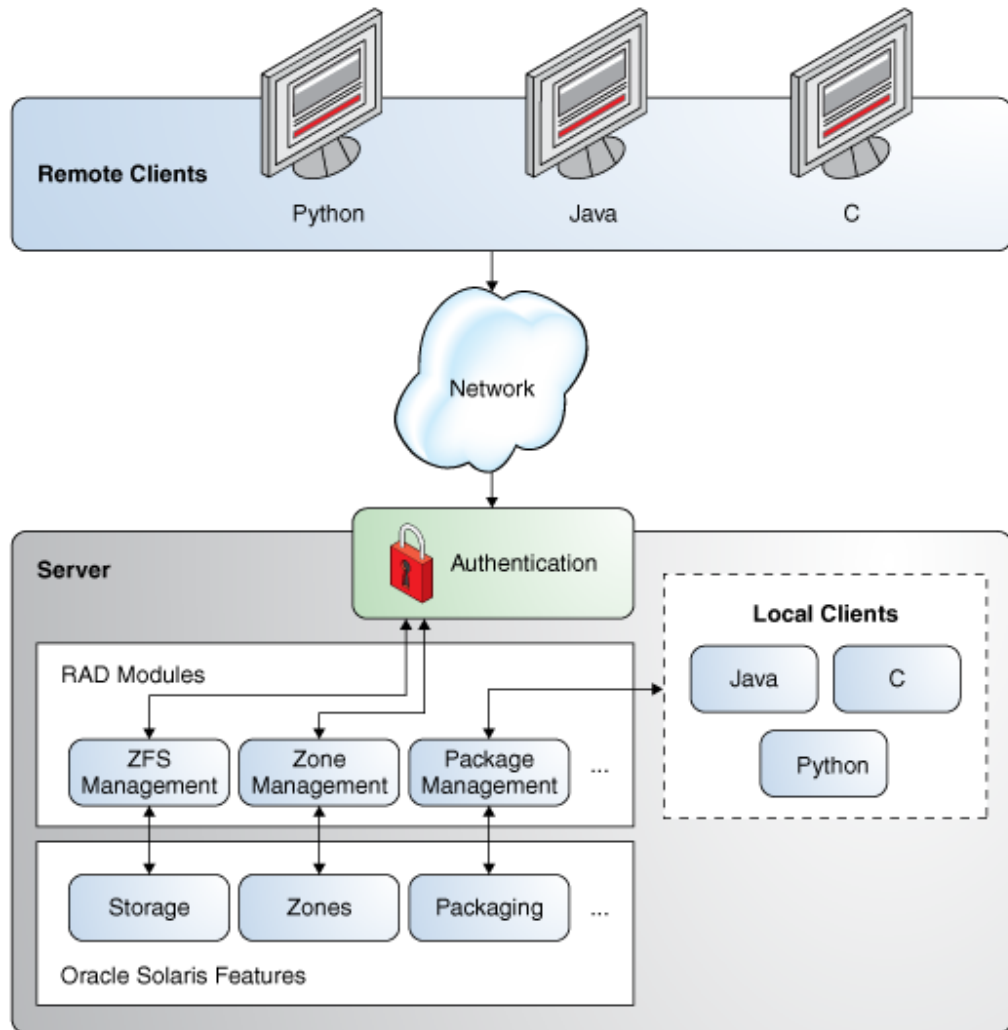 Remote Clients
Python
Java
C
Network
Server
Authentication
Local Clients
Java
C
Python
RAD Modules
ZFS
Management
Zone
Management
Package
Management
...
Storage
Zones
Packaging
...
Oracle Solaris Features